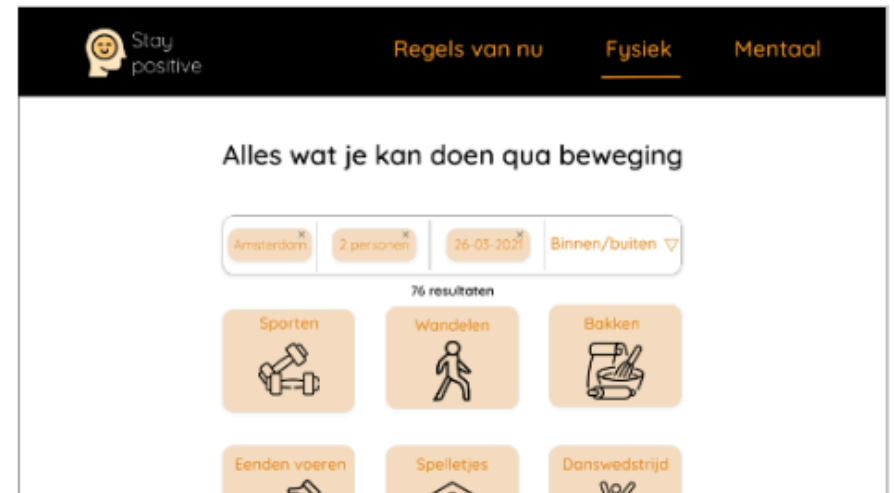 Stay
positive
Regels van nu Fysiek Mentaal
Alles wat je kan doen qua beweging
Amsterdam × 2 personen × 26-03-2021 × Binnen/buiten ▽
76 resultaten
Sporten Wandelen Bakken
Eenden voeren Spelletjes Danswedstrijd